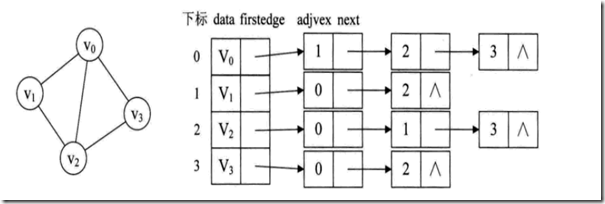 下标 data firstedge adjvex next
v0
v1
v3
v2
0 V0 1 2 3 ∧
1 V1 0 2 ∧
2 V2 0 1 3 ∧
3 V3 0 2 ∧